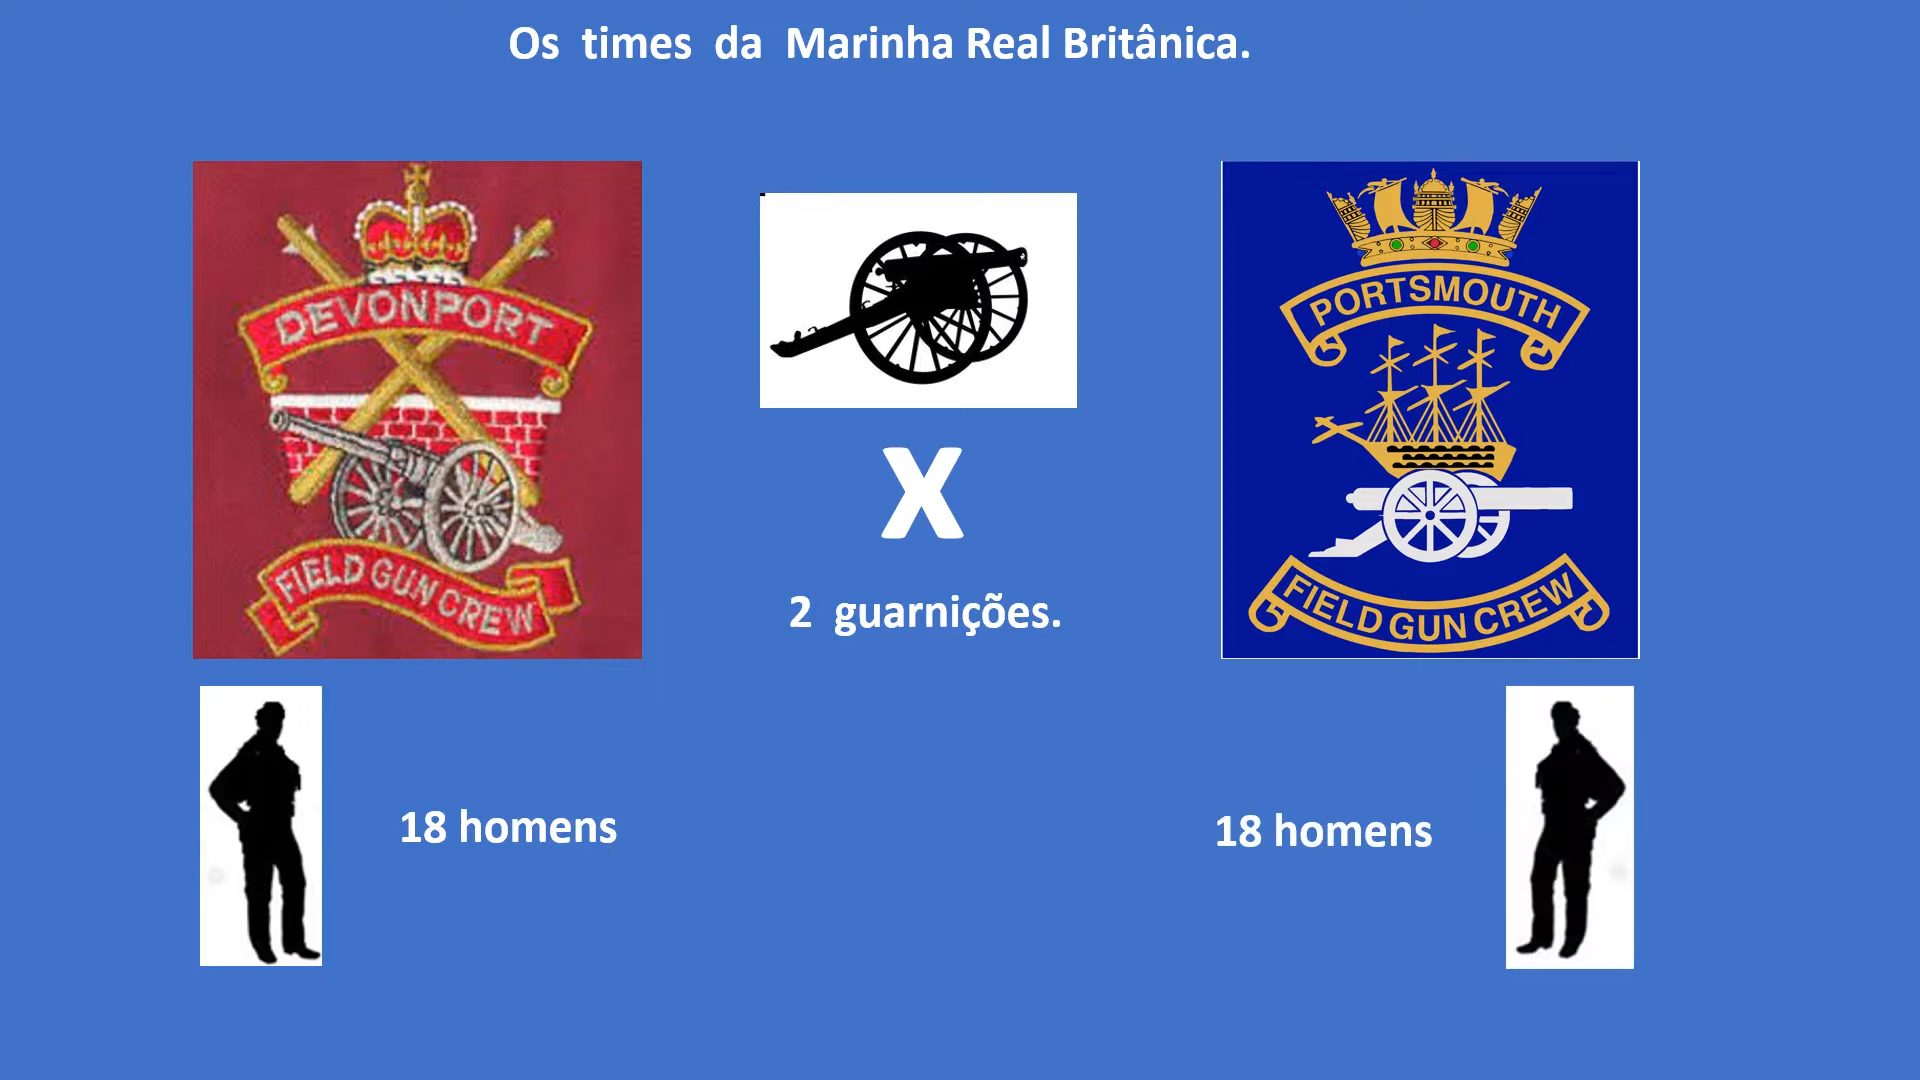 Os times da Marinha Real Britânica.
DEVONPORT
FIELD GUN CREW
X
2 guarnições.
PORTSMOUTH
FIELD GUN CREW
18 homens
18 homens